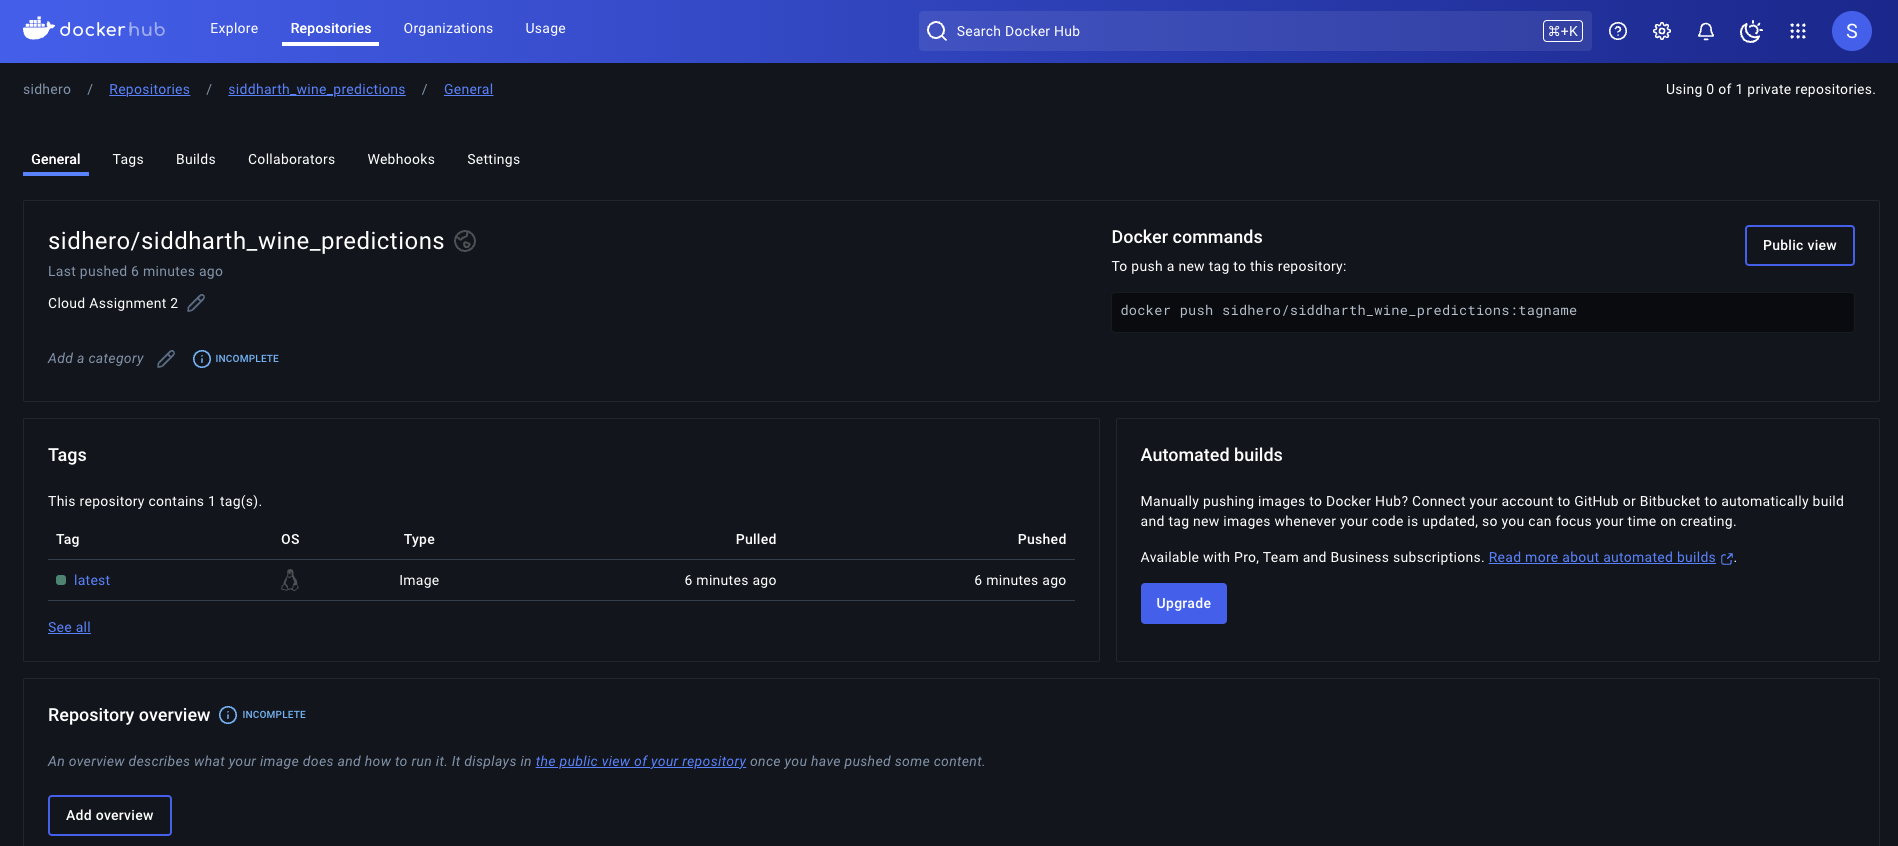 dockerhub
Explore Repositories Organizations Usage
Search Docker Hub ⌘+K
S
sidhero / Repositories / siddharth_wine_predictions / General
Using 0 of 1 private repositories.
General Tags Builds Collaborators Webhooks Settings
sidhero/siddharth_wine_predictions
Last pushed 6 minutes ago
Cloud Assignment 2
Add a category INCOMPLETE
Docker commands
Public view
To push a new tag to this repository:
docker push sidhero/siddharth_wine_predictions:tagname
Tags
This repository contains 1 tag(s).
Tag OS Type Pulled Pushed
latest Image 6 minutes ago 6 minutes ago
See all
Automated builds
Manually pushing images to Docker Hub? Connect your account to GitHub or Bitbucket to automatically build
and tag new images whenever your code is updated, so you can focus your time on creating.
Available with Pro, Team and Business subscriptions. Read more about automated builds .
Upgrade
Repository overview INCOMPLETE
An overview describes what your image does and how to run it. It displays in the public view of your repository once you have pushed some content.
Add overview